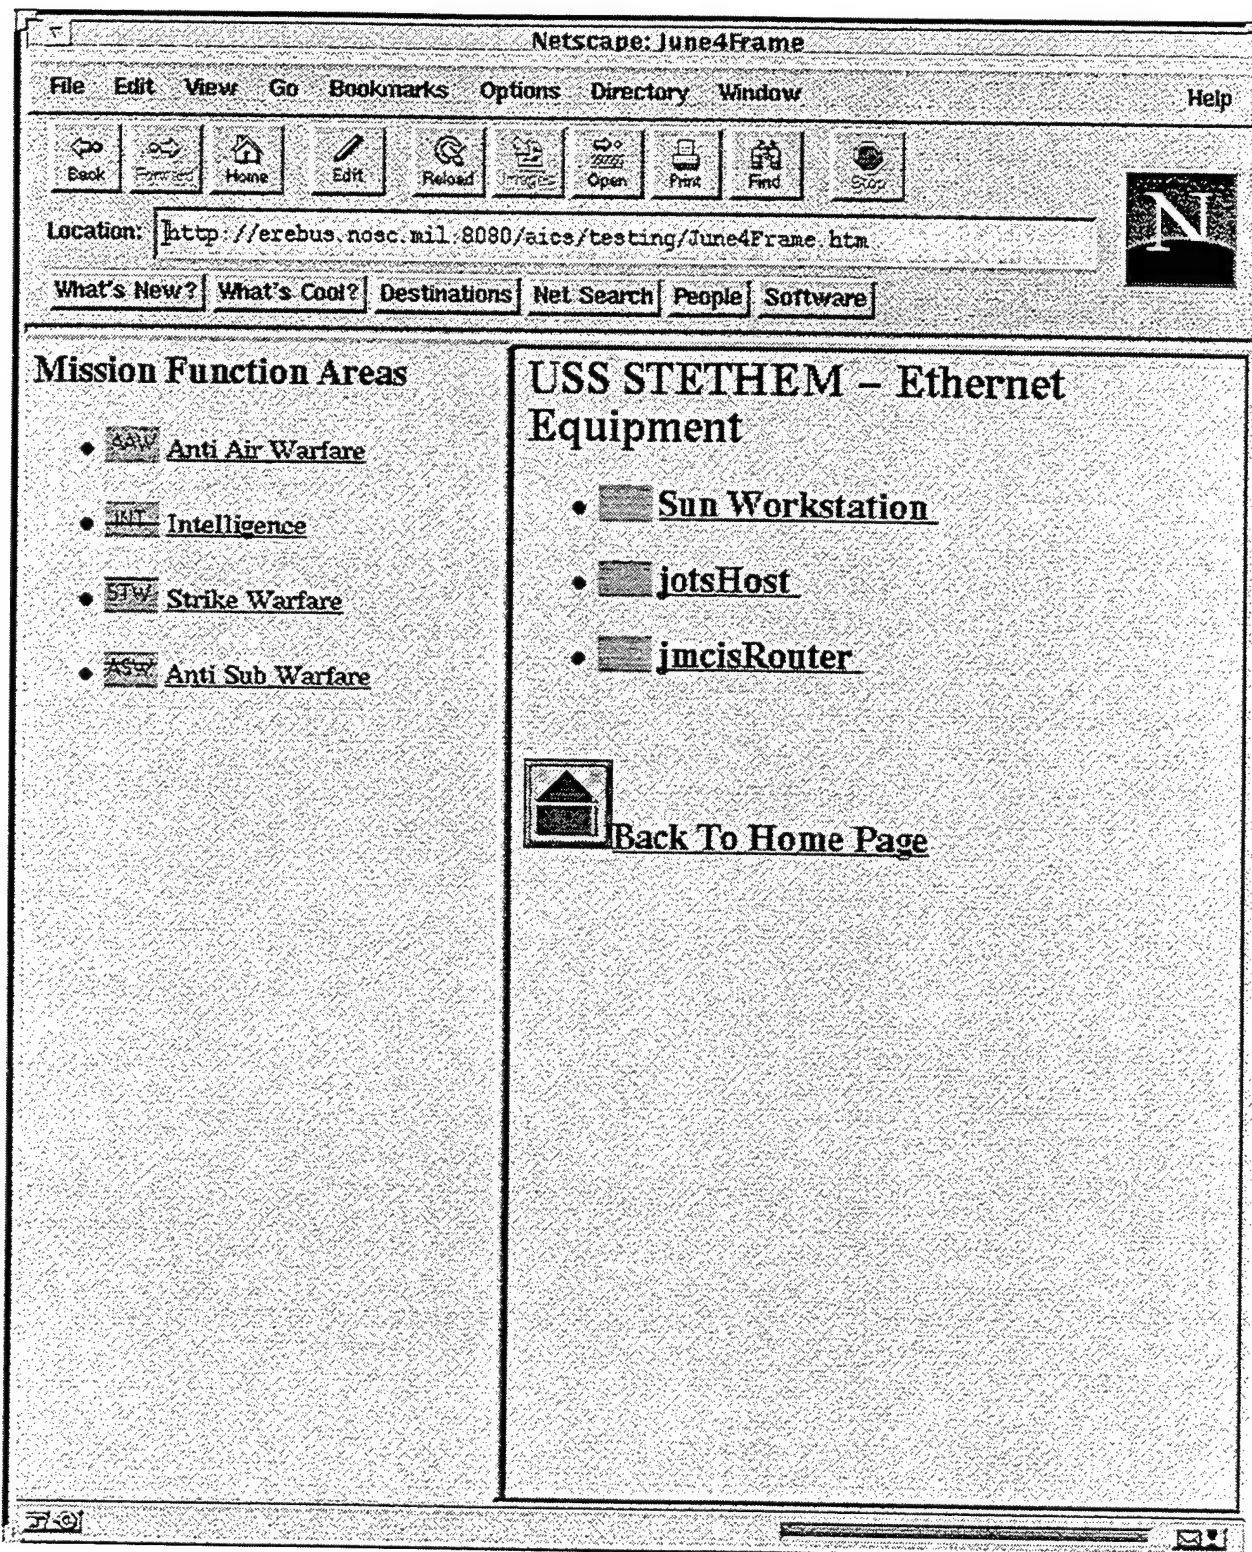 Netscape: June4Frame
File Edit View Go Bookmarks Options Directory Window Help
Back Forward Home Edit Reload Images Open Print Find Stop
N
Location: http://erebus.nosc.mil:8080/aics/testing/June4Frame.htm
What's New? What's Cool? Destinations Net Search People Software
Mission Function Areas
AAW Anti Air Warfare
INT Intelligence
STW Strike Warfare
ASW Anti Sub Warfare
USS STETHEM – Ethernet
Equipment
Sun Workstation
jotsHost
jmcisRouter
Back To Home Page